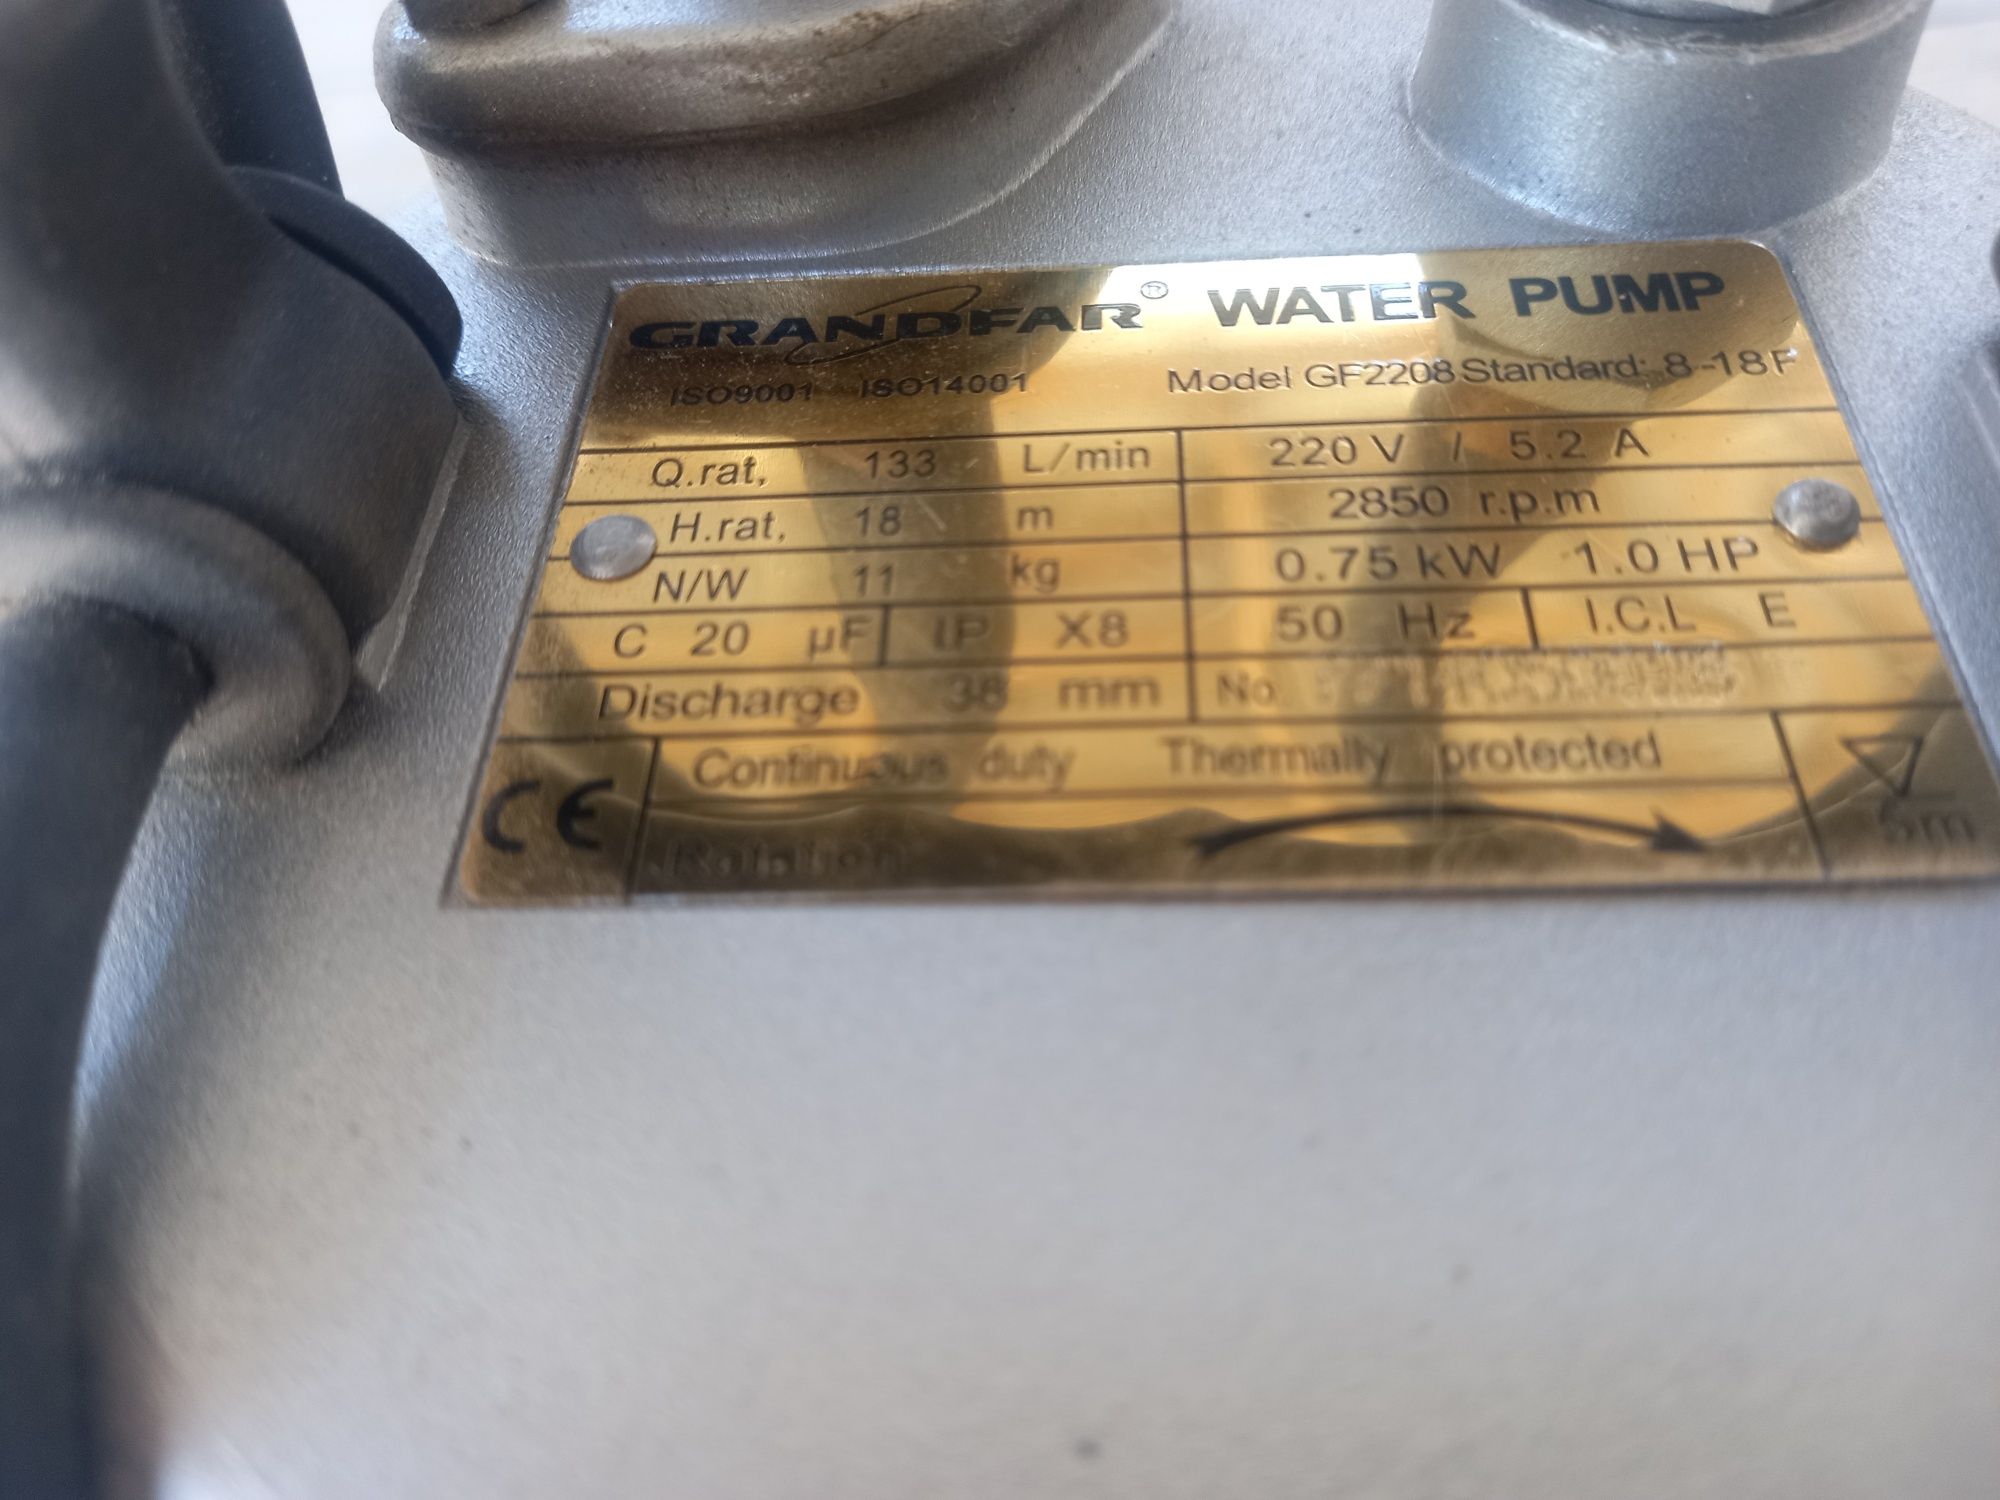 GRANDFAR® WATER PUMP
ISO9001 ISO14001 Model GF2208 Standard: 8-18F
Q.rat, 133 L/min 220 V / 5.2 A
H.rat, 18 m 2850 r.p.m
N/W 11 kg 0.75 kW 1.0 HP
C 20 µF IP X8 50 Hz I.C.L E
Discharge 38 mm No.
Continuous duty Thermally protected
CE Rotation 5m